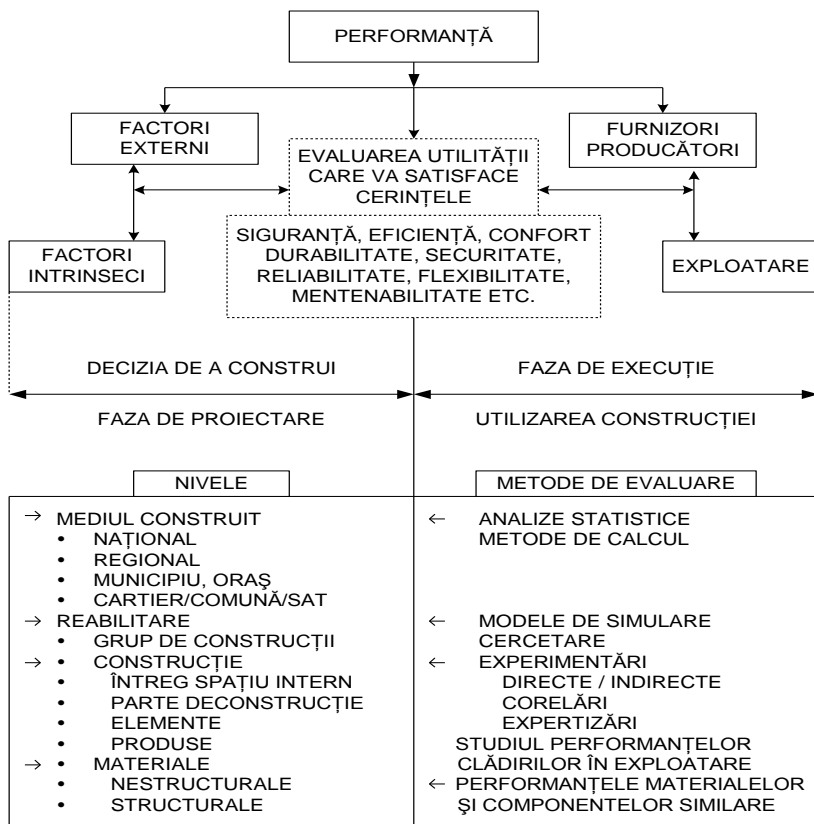 PERFORMANȚĂ
FACTORI
EXTERNI
EVALUAREA UTILITĂȚII
CARE VA SATISFACE
CERINȚELE
FURNIZORI
PRODUCĂTORI
FACTORI
INTRINSECI
SIGURANȚĂ, EFICIENȚĂ, CONFORT
DURABILITATE, SECURITATE,
RELIABILITATE, FLEXIBILITATE,
MENTENABILITATE ETC.
EXPLOATARE
DECIZIA DE A CONSTRUI
FAZA DE EXECUȚIE
FAZA DE PROIECTARE
UTILIZAREA CONSTRUCȚIEI
NIVELE
→ MEDIUL CONSTRUIT
• NAȚIONAL
• REGIONAL
• MUNICIPIU, ORAŞ
• CARTIER/COMUNĂ/SAT
→ REABILITARE
• GRUP DE CONSTRUCȚII
→ • CONSTRUCȚIE
• ÎNTREG SPAȚIU INTERN
• PARTE DECONSTRUCȚIE
• ELEMENTE
• PRODUSE
→ • MATERIALE
• NESTRUCTURALE
• STRUCTURALE
METODE DE EVALUARE
← ANALIZE STATISTICE
METODE DE CALCUL
← MODELE DE SIMULARE
CERCETARE
← EXPERIMENTĂRI
DIRECTE / INDIRECTE
CORELĂRI
EXPERTIZĂRI
STUDIUL PERFORMANȚELOR
CLĂDIRILOR ÎN EXPLOATARE
← PERFORMANȚELE MATERIALELOR
ŞI COMPONENTELOR SIMILARE